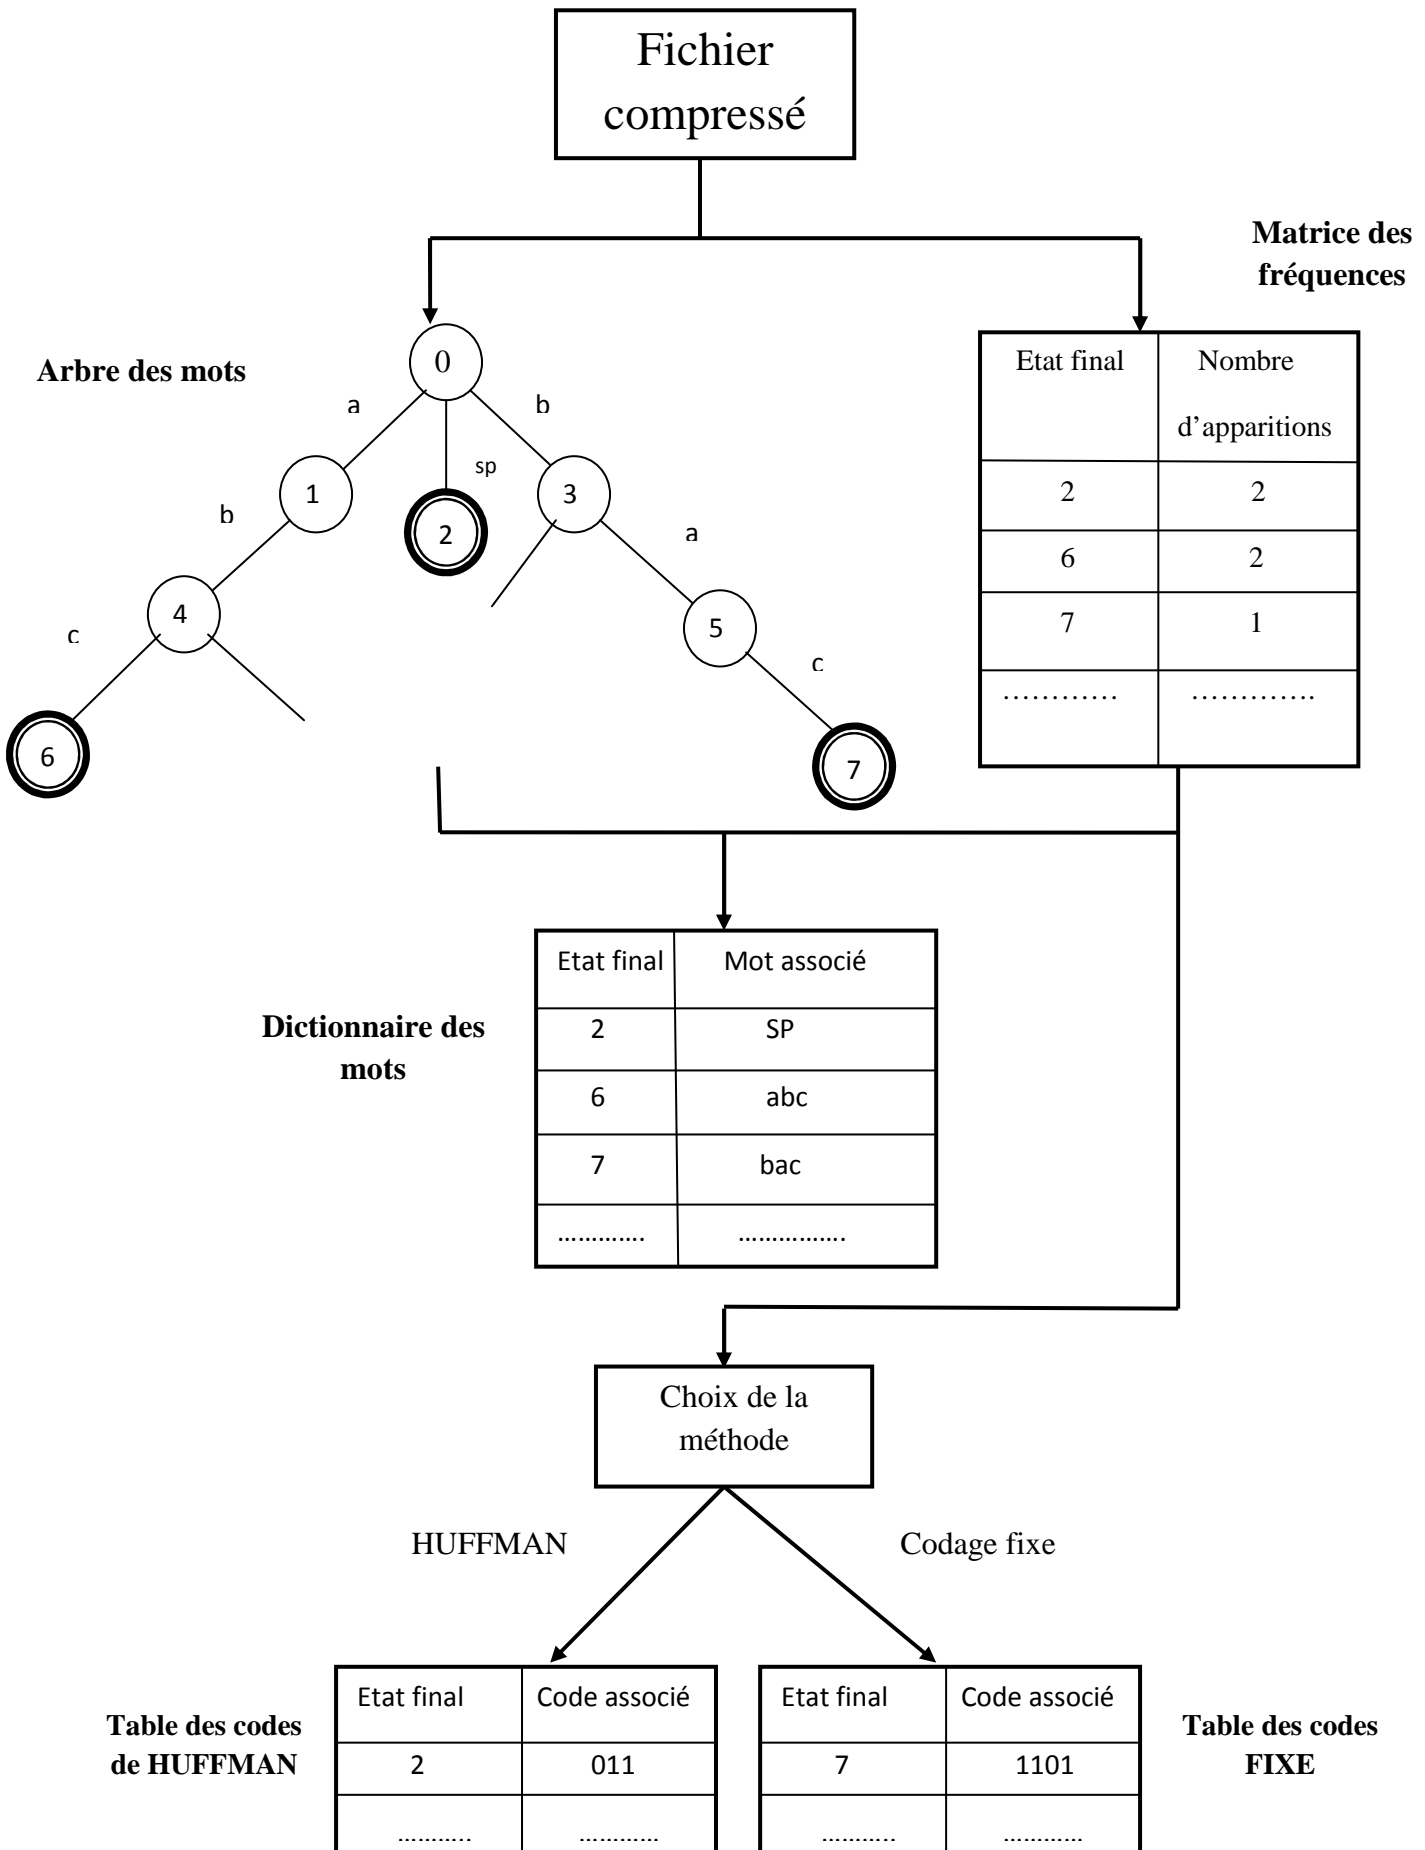 Fichier
compressé
Matrice des
fréquences
Arbre des mots
0
a
b
sp
1
2
3
b
a
4
5
c
c
6
7
Etat final Nombre
d’apparitions
2 2
6 2
7 1
………… ………….
Etat final Mot associé
Dictionnaire des
mots
2 SP
6 abc
7 bac
…………. …………….
Choix de la
méthode
HUFFMAN Codage fixe
Table des codes
de HUFFMAN
Etat final Code associé
2 011
……….. …………
Etat final Code associé
7 1101
……….. …………
Table des codes
FIXE